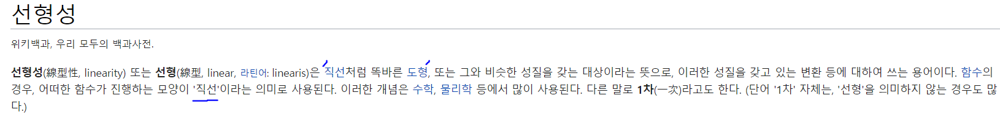 선형성
위키백과, 우리 모두의 백과사전.
선형성(線型性, linearity) 또는 선형(線型, linear, 라틴어: linearis)은 직선처럼 똑바른 도형, 또는 그와 비슷한 성질을 갖는 대상이라는 뜻으로, 이러한 성질을 갖고 있는 변환 등에 대하여 쓰는 용어이다. 함수의
경우, 어떠한 함수가 진행하는 모양이 '직선'이라는 의미로 사용된다. 이러한 개념은 수학, 물리학 등에서 많이 사용된다. 다른 말로 1차(一次)라고도 한다. (단어 '1차' 자체는, '선형'을 의미하지 않는 경우도 많
다.)